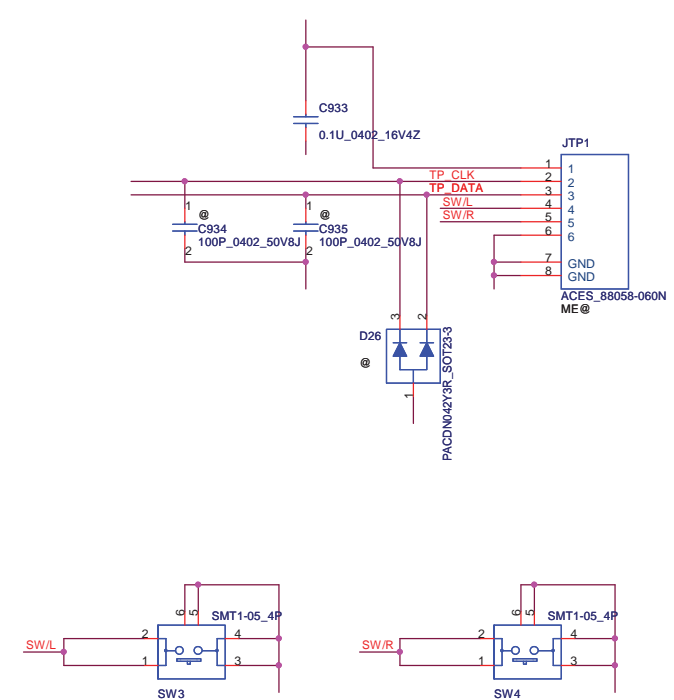 C933
0.1U_0402_16V4Z
JTP1
1 1
TP_CLK 2 2
TP_DATA 3 3
SW/L 4 4
SW/R 5 5
6 6
7 GND
8 GND
ACES_88058-060N
ME@
1 @
C934
100P_0402_50V8J
2
1 @
C935
100P_0402_50V8J
2
3 2
D26
@
1
PACDN042Y3R_SOT23-3
6 5
SMT1-05_4P
SW/L
2 4
1 3
SW3
6 5
SMT1-05_4P
SW/R
2 4
1 3
SW4